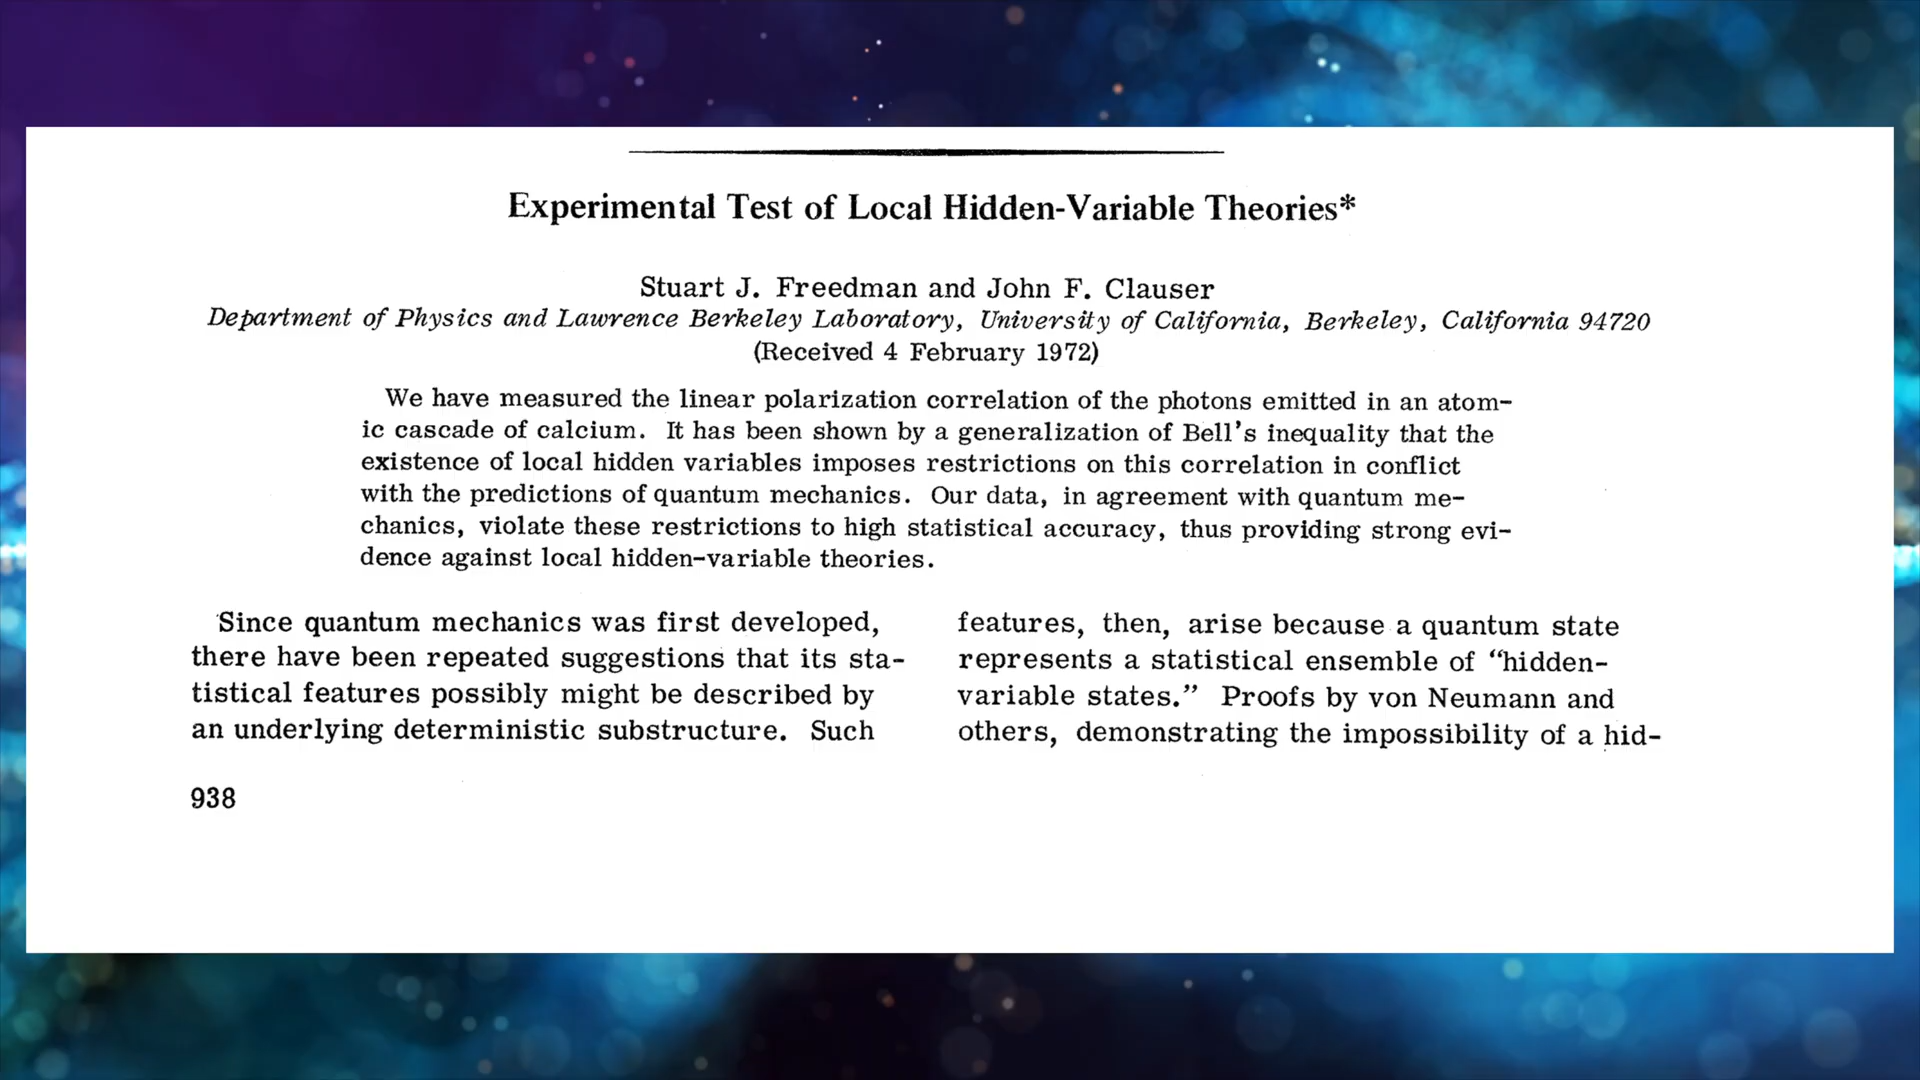 Experimental Test of Local Hidden-Variable Theories*
Stuart J. Freedman and John F. Clauser
Department of Physics and Lawrence Berkeley Laboratory, University of California, Berkeley, California 94720
(Received 4 February 1972)
We have measured the linear polarization correlation of the photons emitted in an atom-
ic cascade of calcium. It has been shown by a generalization of Bell's inequality that the
existence of local hidden variables imposes restrictions on this correlation in conflict
with the predictions of quantum mechanics. Our data, in agreement with quantum me-
chanics, violate these restrictions to high statistical accuracy, thus providing strong evi-
dence against local hidden-variable theories.
Since quantum mechanics was first developed,
there have been repeated suggestions that its sta-
tistical features possibly might be described by
an underlying deterministic substructure. Such
features, then, arise because a quantum state
represents a statistical ensemble of “hidden-
variable states.” Proofs by von Neumann and
others, demonstrating the impossibility of a hid-
938